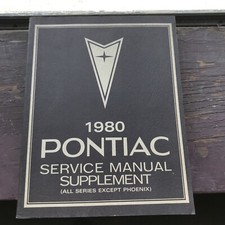 1980
PONTIAC
SERVICE MANUAL
SUPPLEMENT
(ALL SERIES EXCEPT PHOENIX)